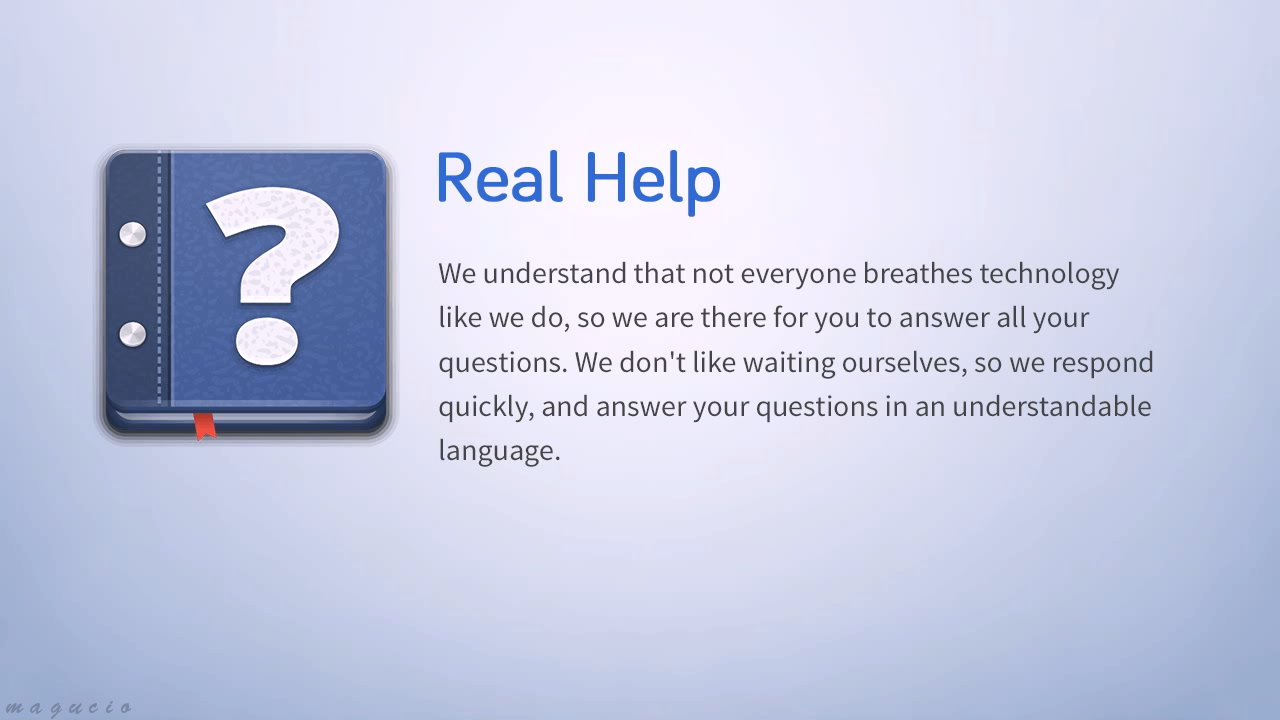 ?
Real Help
We understand that not everyone breathes technology
like we do, so we are there for you to answer all your
questions. We don't like waiting ourselves, so we respond
quickly, and answer your questions in an understandable
language.
magucio